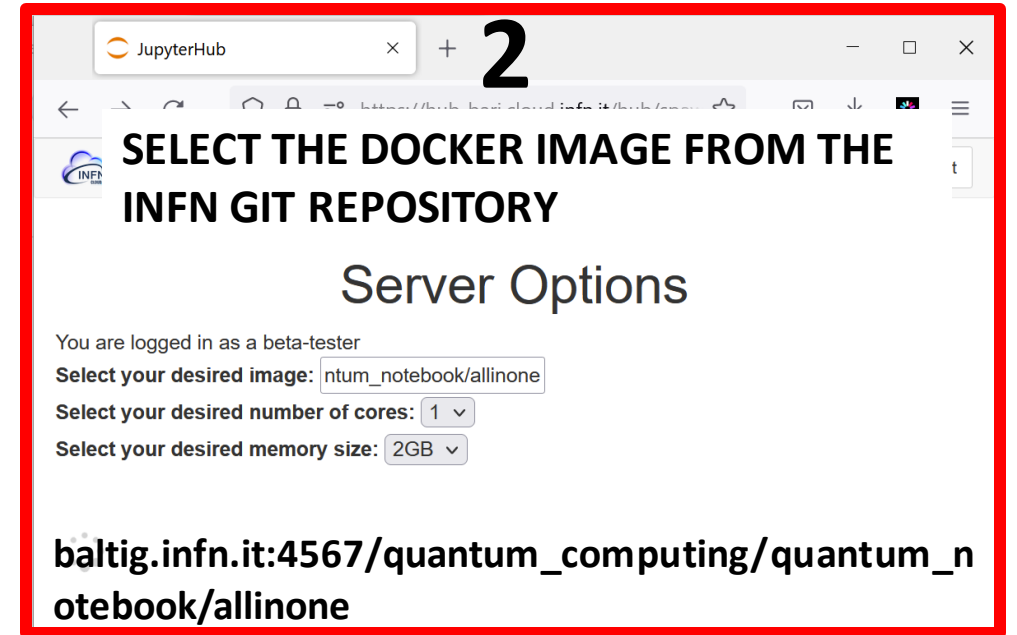 JupyterHub
2
SELECT THE DOCKER IMAGE FROM THE
INFN GIT REPOSITORY
INFN
t
Server Options
You are logged in as a beta-tester
Select your desired image: ntum_notebook/allinone
Select your desired number of cores: 1
Select your desired memory size: 2GB
baltig.infn.it:4567/quantum_computing/quantum_n
otebook/allinone